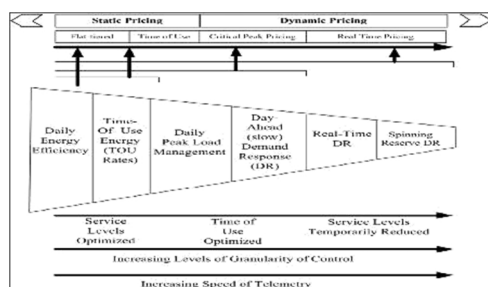 Static Pricing Dynamic Pricing
Flat tiered Time of Use Critical Peak Pricing Real Time Pricing
Daily
Energy
Efficiency
Time-
Of Use
Energy
(TOU
Rates)
Daily
Peak Load
Management
Day-
Ahead
(slow)
Demand
Response
(DR)
Real-Time
DR
Spinning
Reserve DR
Service
Levels
Optimized
Time of
Use
Optimized
Service Levels
Temporarily Reduced
Increasing Levels of Granularity of Control
Increasing Speed of Telemetry